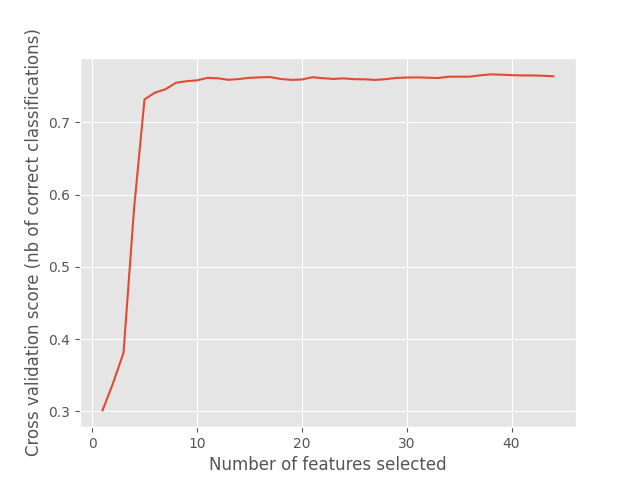 Cross validation score (nb of correct classifications)
0.7
0.6
0.5
0.4
0.3
0 10 20 30 40
Number of features selected